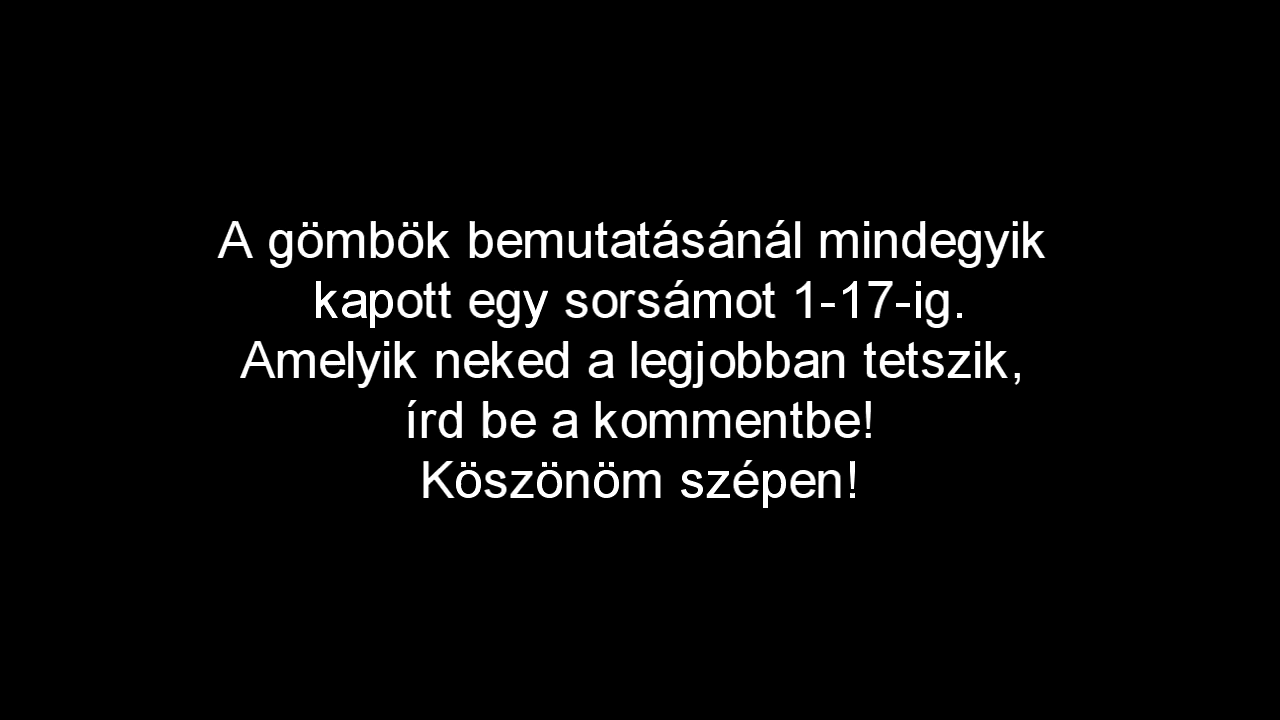 A gömbök bemutatásánál mindegyik
kapott egy sorsámot 1-17-ig.
Amelyik neked a legjobban tetszik,
írd be a kommentbe!
Köszönöm szépen!